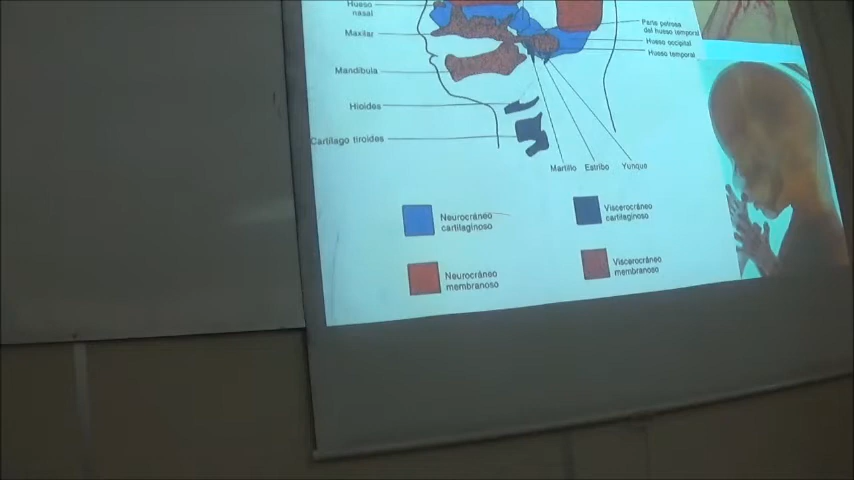 Hueso
nasal
Maxilar
Mandíbula
Hioides
Cartílago tiroides
Parte petrosa
del hueso temporal
Hueso occipital
Hueso temporal
Martillo Estribo Yunque
Neurocráneo
cartilaginoso
Viscerocráneo
cartilaginoso
Neurocráneo
membranoso
Viscerocráneo
membranoso